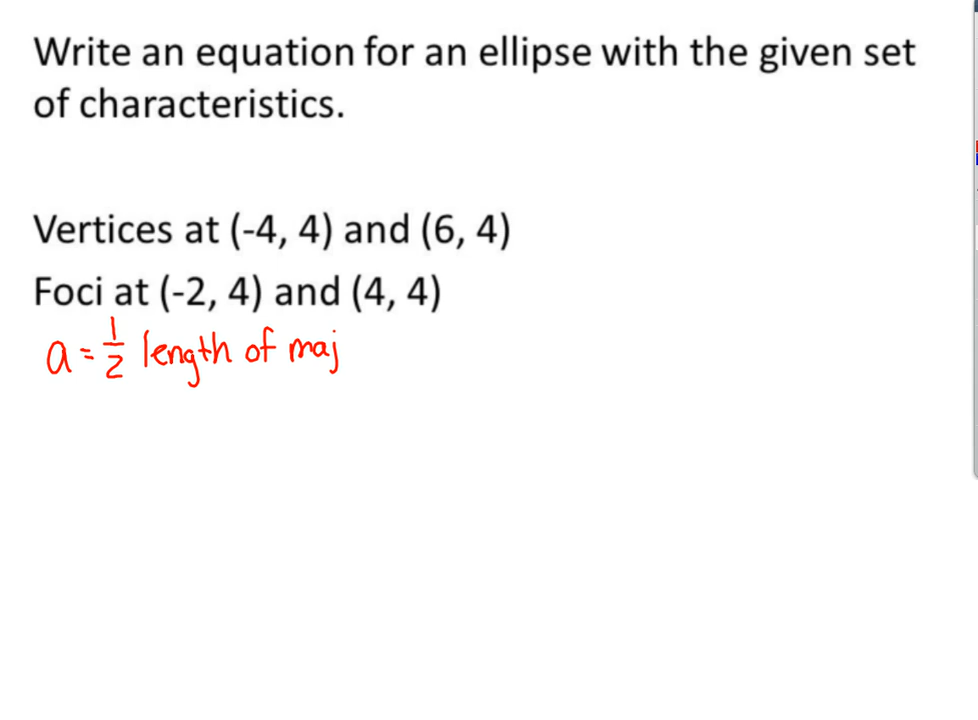 Write an equation for an ellipse with the given set
of characteristics.
Vertices at (-4, 4) and (6, 4)
Foci at (-2, 4) and (4, 4)
a = 1/2 length of maj